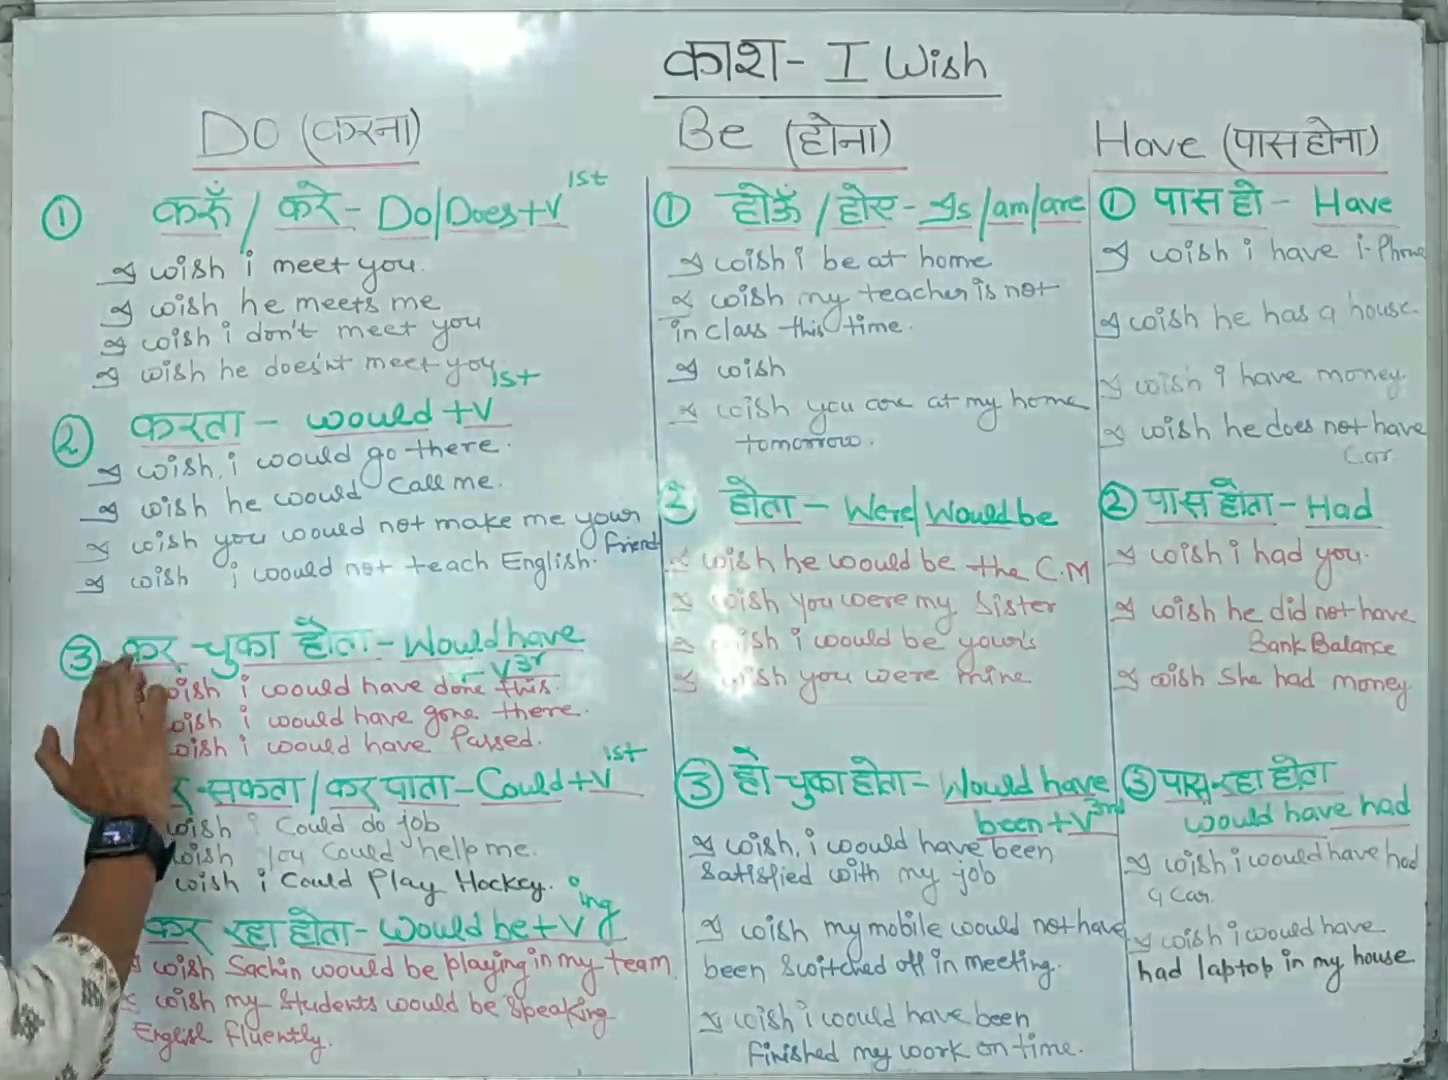 काश - I Wish
Do (करना)
① करूँ / करे - Do/Does+V 1st
I wish i meet you.
I wish he meets me
I wish i don't meet you
I wish he does'nt meet you
② करता - would +V 1st
I wish i would go there.
I wish he would Call me.
I wish you would not make me your friend
I wish i would not teach English.
③ कर चुका होता - Would have
- V3r
wish i would have done this.
wish i would have gone there.
wish i would have Passed.
सकता / कर पाता - Could+V 1st
wish i Could do job
wish you Could help me.
wish i Could Play Hockey.
कर रहा होता - Would be+V ing
I wish Sachin would be playing in my team
I wish my Students would be Speaking
English fluently.
Be (होना)
① होऊँ / होए - Is/am/are
I wish i be at home
I wish my teacher is not
in class this time.
I wish
I wish you are at my home
tomorrow.
② होता - Were/Would be
I wish he would be the C.M
I wish you were my Sister
I wish i would be your's
I wish you were mine
③ हो चुका होता - Would have
been+V 3rd
I wish, i would have been
Satisfied with my job
I wish my mobile would not have
been Switched off in meeting.
I wish i would have been
finished my work on time.
Have (पास होना)
① पास हो - Have
I wish i have i-Phone
I wish he has a house.
I wish I have money
I wish he does not have
Car
② पास होता - Had
I wish i had you.
I wish he did not have
Bank Balance
I wish She had money
③ पास रहा होता
would have had
I wish i would have had
a Car.
I wish i would have
had laptop in my house